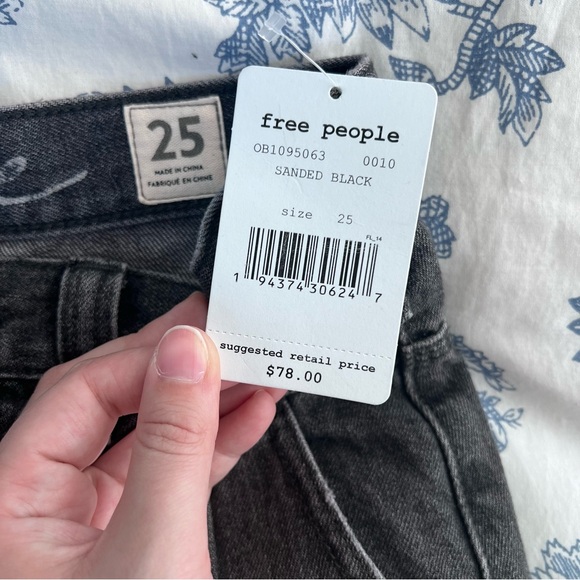 25
MADE IN CHINA
FABRIQUÉ EN CHINE
free people
OB1095063 0010
SANDED BLACK
size 25
FL_14
1 94374 30624 7
suggested retail price
$78.00